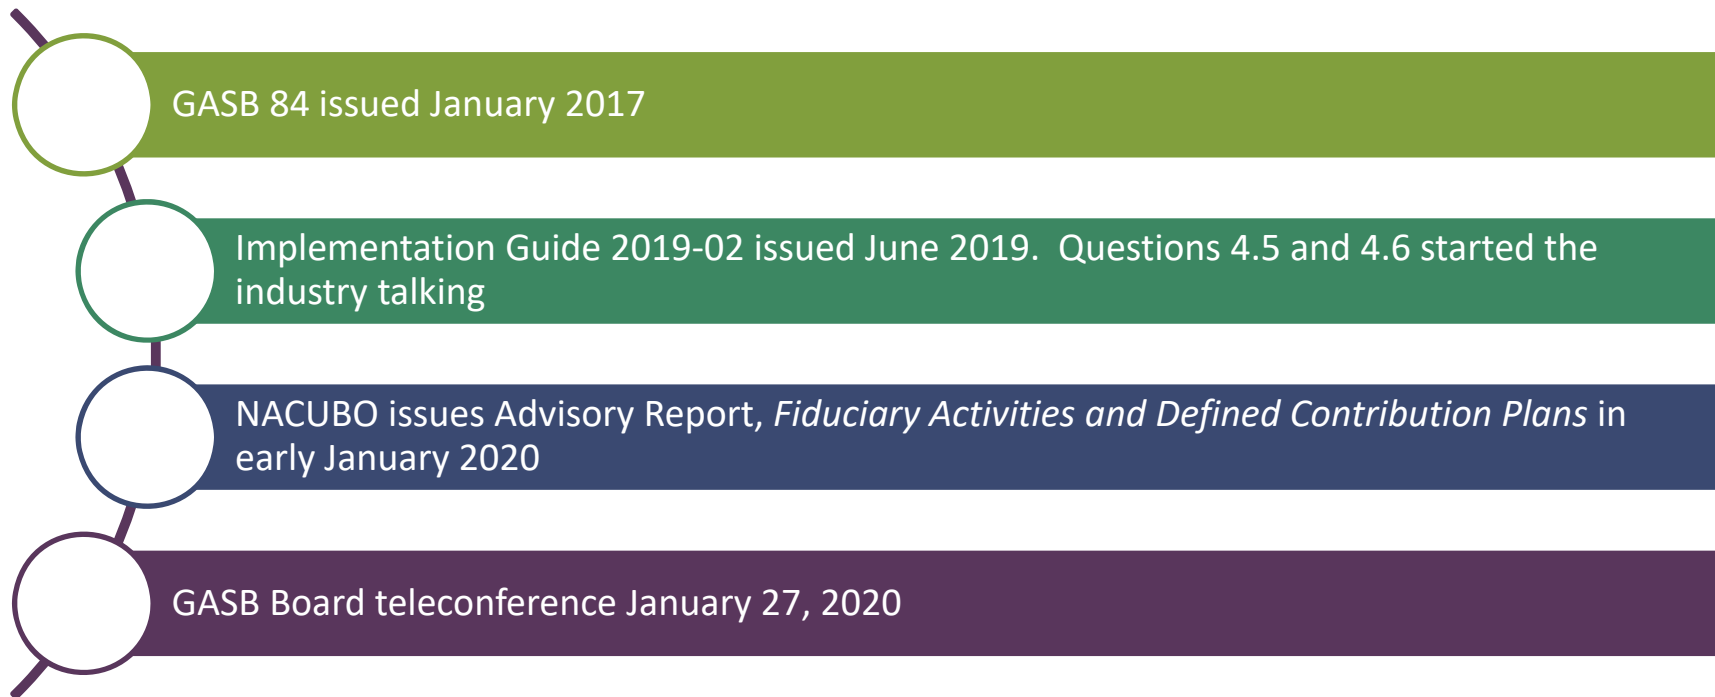 GASB 84 issued January 2017
Implementation Guide 2019-02 issued June 2019.  Questions 4.5 and 4.6 started the
industry talking
NACUBO issues Advisory Report, Fiduciary Activities and Defined Contribution Plans in
early January 2020
GASB Board teleconference January 27, 2020